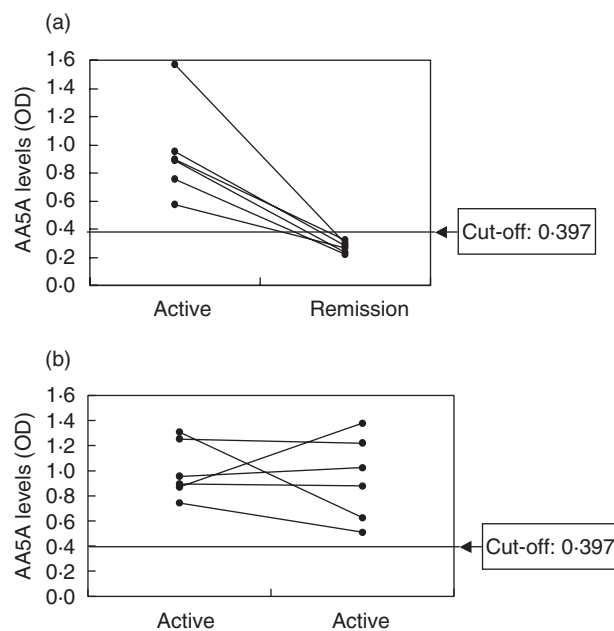 (a)
AA5A levels (OD)
1·6
1·4
1·2
1·0
0·8
0·6
0·4
0·2
0·0
Cut-off: 0·397
Active Remission
(b)
AA5A levels (OD)
1·6
1·4
1·2
1·0
0·8
0·6
0·4
0·2
0·0
Cut-off: 0·397
Active Active